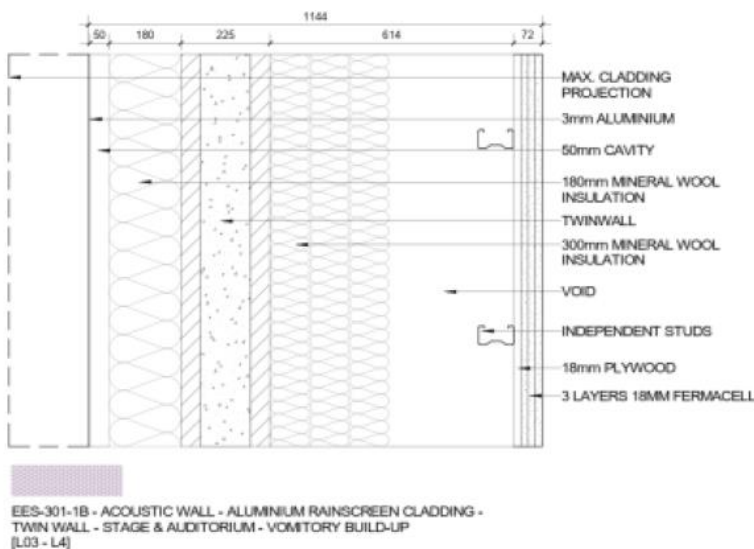 1144
50 180 225 614 72
MAX. CLADDING
PROJECTION
3mm ALUMINIUM
50mm CAVITY
180mm MINERAL WOOL
INSULATION
TWINWALL
300mm MINERAL WOOL
INSULATION
VOID
INDEPENDENT STUDS
18mm PLYWOOD
3 LAYERS 18MM FERMACELL
EES-301-1B - ACOUSTIC WALL - ALUMINIUM RAINSCREEN CLADDING -
TWIN WALL - STAGE & AUDITORIUM - VOMITORY BUILD-UP
[L03 - L4]